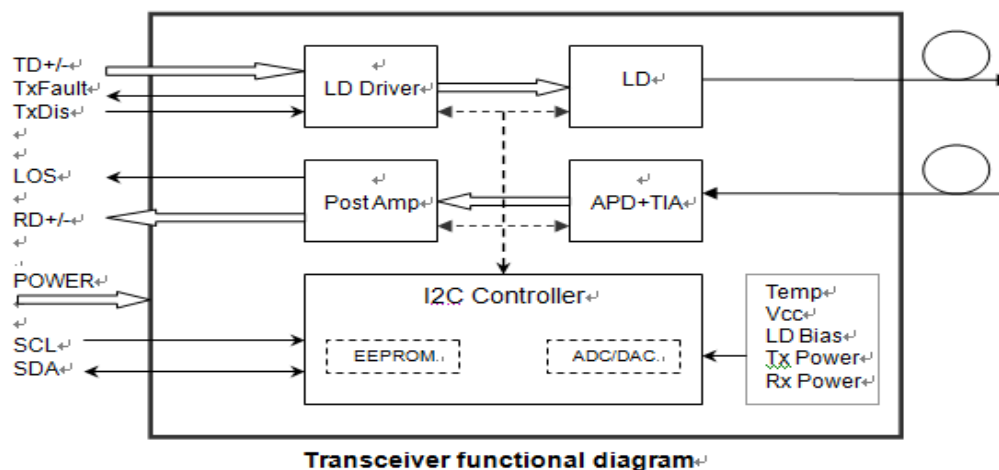 TD+/-
TxFault
TxDis
LOS
RD+/-
POWER
SCL
SDA
LD Driver
LD
Post Amp
APD+TIA
I2C Controller
EEPROM
ADC/DAC
Temp
Vcc
LD Bias
Tx Power
Rx Power
Transceiver functional diagram